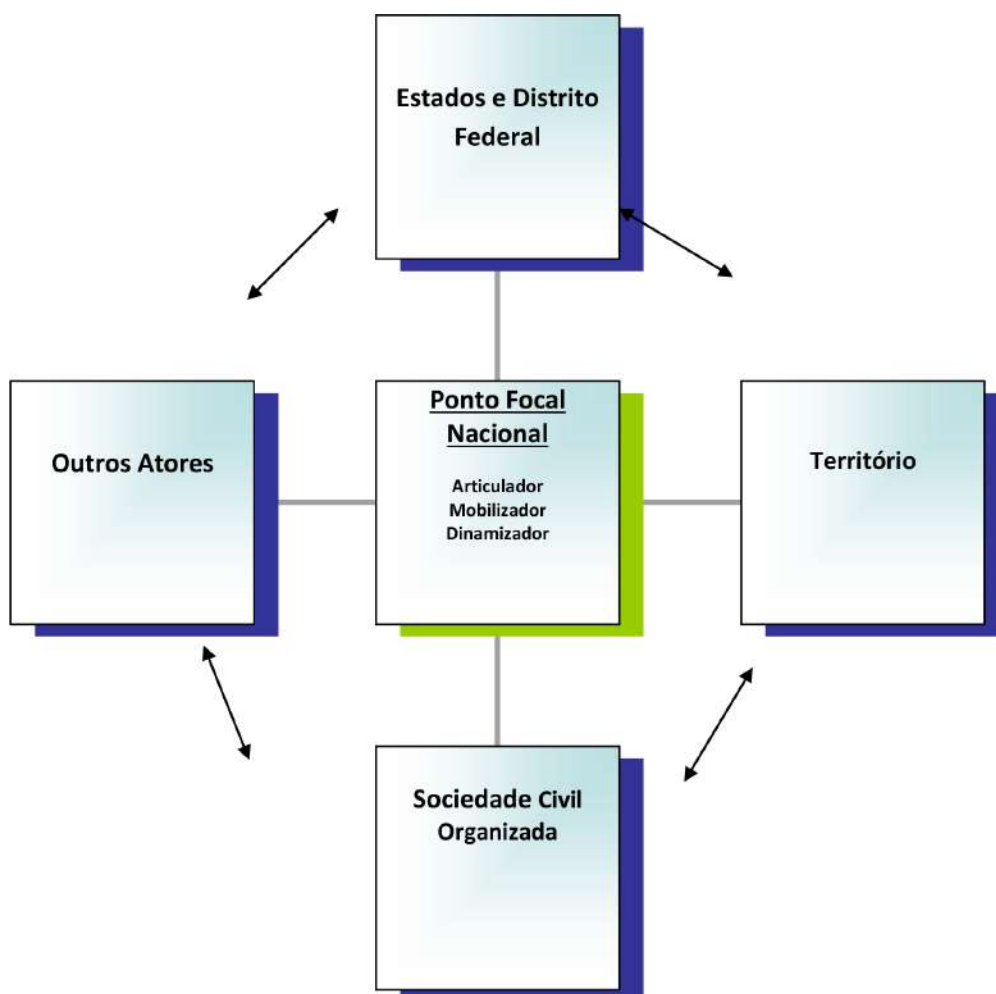 Estados e Distrito
Federal
Outros Atores
Ponto Focal
Nacional
Articulador
Mobilizador
Dinamizador
Território
Sociedade Civil
Organizada